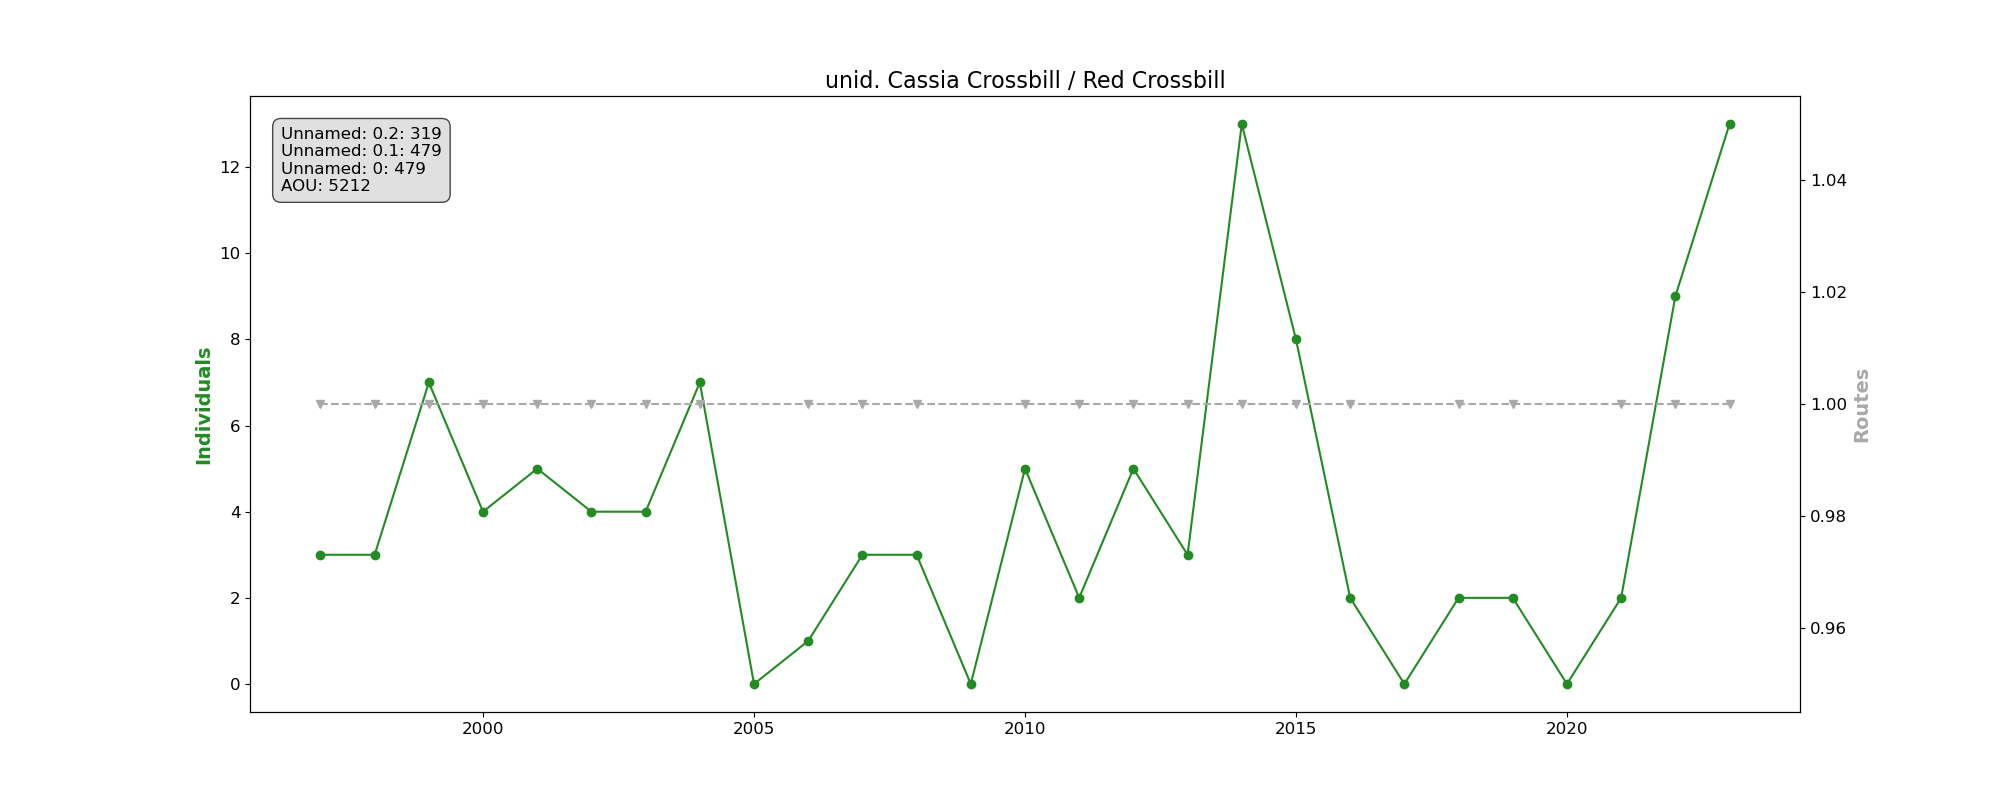 unid. Cassia Crossbill / Red Crossbill
Unnamed: 0.2: 319
Unnamed: 0.1: 479
Unnamed: 0: 479
AOU: 5212
Individuals
12
10
8
6
4
2
0
1.04
1.02
1.00
0.98
0.96
Routes
2000
2005
2010
2015
2020